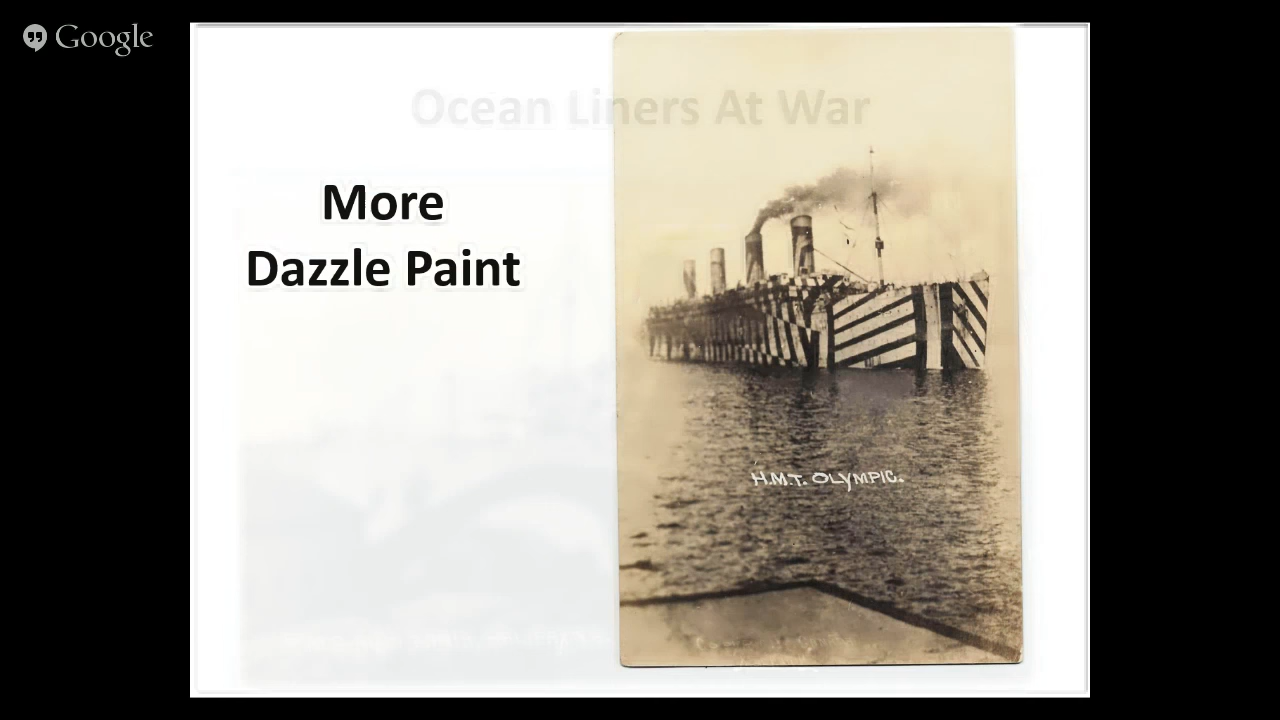 Google
Ocean Liners At War
More
Dazzle Paint
H.M.T. OLYMPIC.